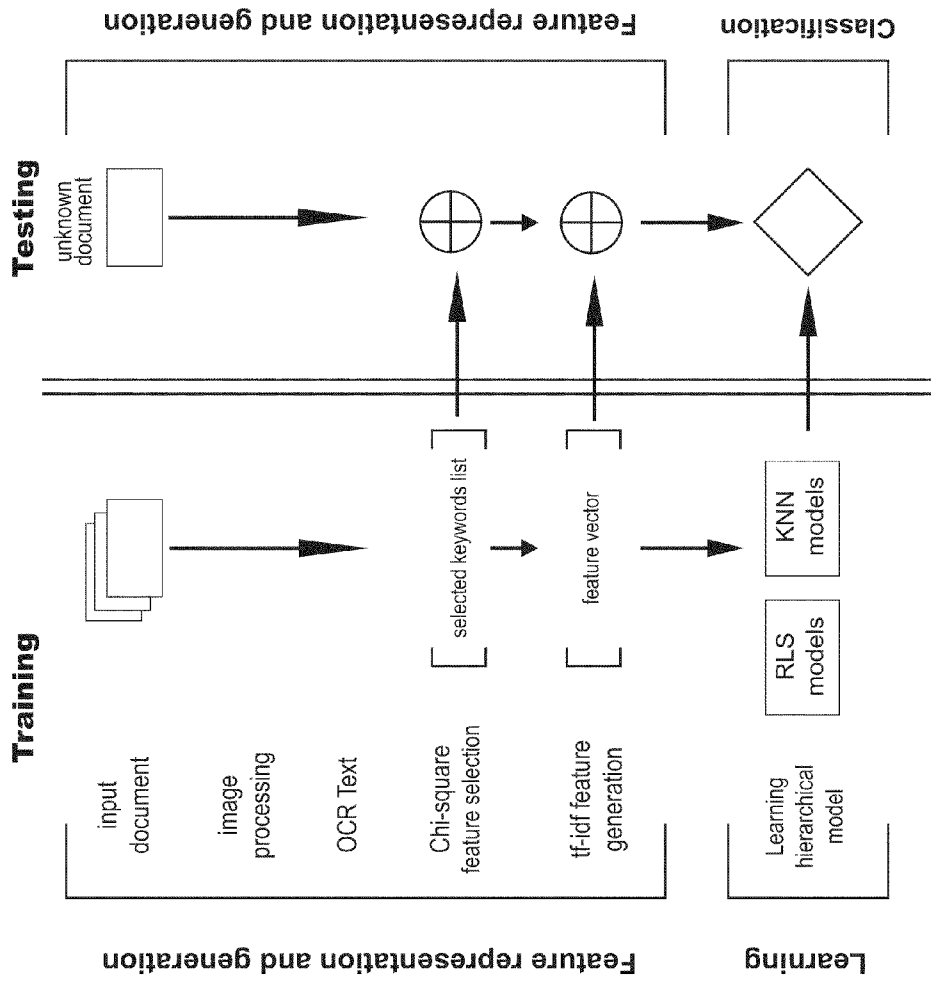 Training
Testing
Feature representation and generation
input
document
image
processing
OCR Text
Chi-square
feature selection
selected keywords list
tf-idf feature
generation
feature vector
unknown
document
Feature representation and generation
Learning
Learning
hierarchical
model
RLS
models
KNN
models
Classification